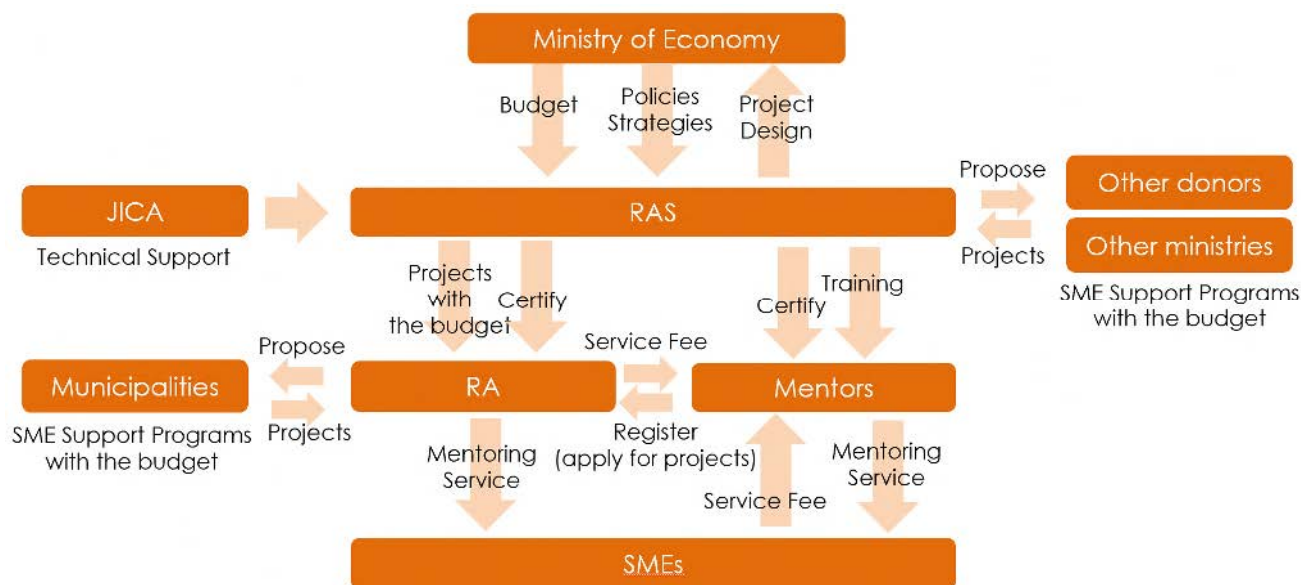 Ministry of Economy
Budget
Policies
Strategies
Project
Design
JICA
Technical Support
RAS
Propose
Projects
Other donors
Other ministries
SME Support Programs
with the budget
Projects
with
the budget
Certify
Certify
Training
Municipalities
SME Support Programs
with the budget
Propose
Projects
RA
Service Fee
Register
(apply for projects)
Mentors
Mentoring
Service
Service Fee
Mentoring
Service
SMEs